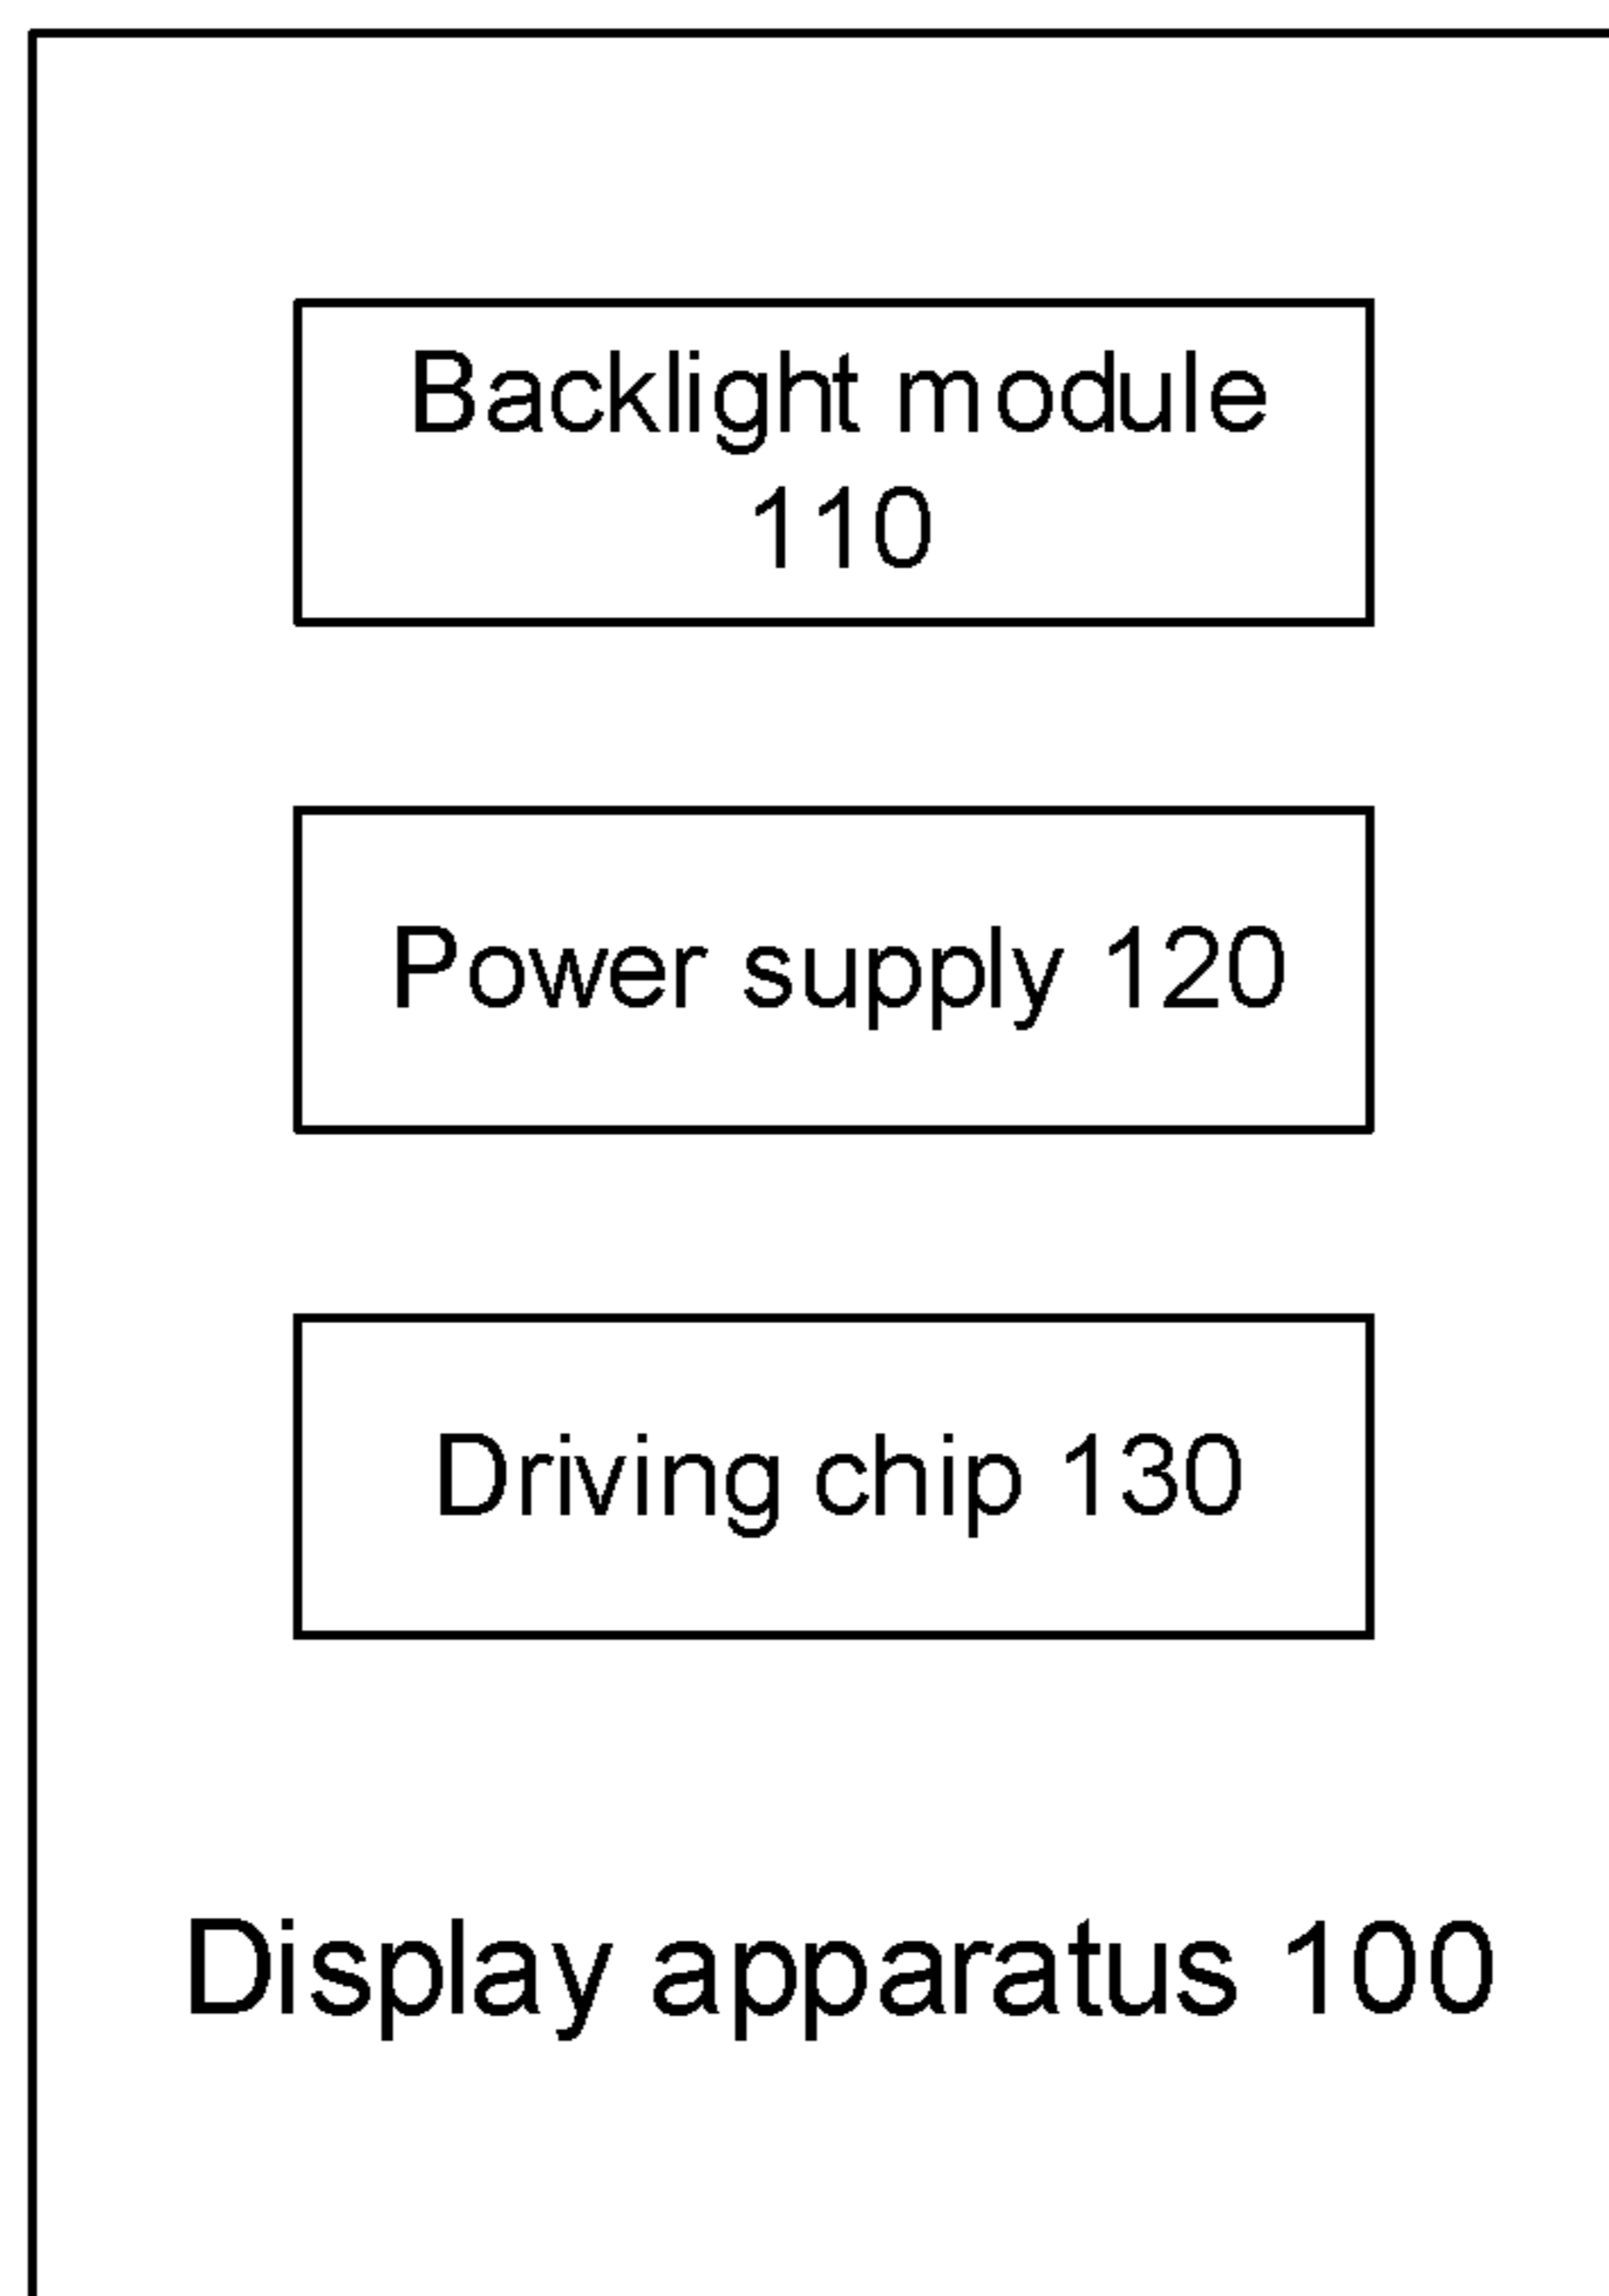 Backlight module
110
Power supply 120
Driving chip 130
Display apparatus 100